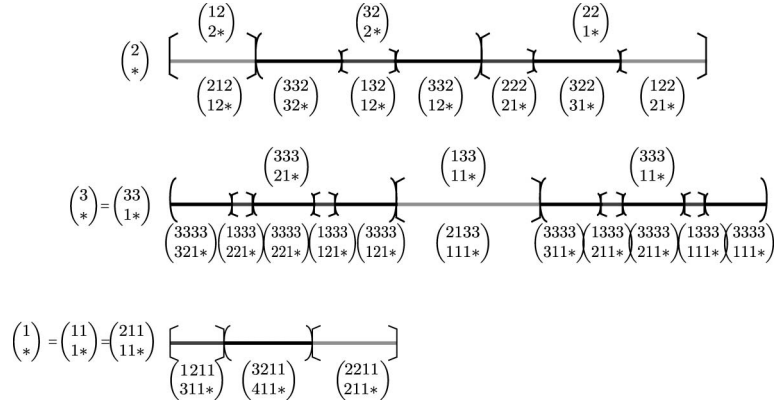 (12 2*) (32 2*) (22 1*)
(2 *)
(212 12*) (332 32*) (132 12*) (332 12*) (222 21*) (322 31*) (122 21*)
(333 21*) (133 11*) (333 11*)
(3 *) = (33 1*)
(3333 321*) (1333 221*) (3333 221*) (1333 121*) (3333 121*) (2133 111*) (3333 311*) (1333 211*) (3333 211*) (1333 111*) (3333 111*)
(1 *) = (11 1*) = (211 11*)
(1211 311*) (3211 411*) (2211 211*)